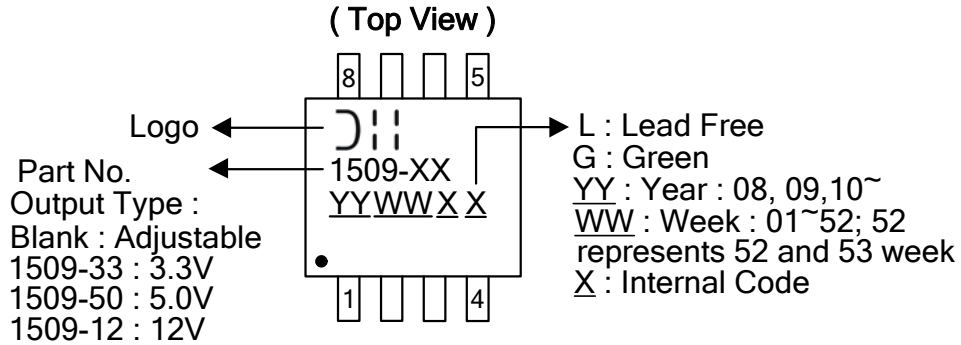 ( Top View )
8 5
Logo
Part No.
Output Type :
Blank : Adjustable
1509-33 : 3.3V
1509-50 : 5.0V
1509-12 : 12V
1509-XX
YYWWX X
1 4
L : Lead Free
G : Green
YY : Year : 08, 09,10~
WW : Week : 01~52; 52
represents 52 and 53 week
X : Internal Code